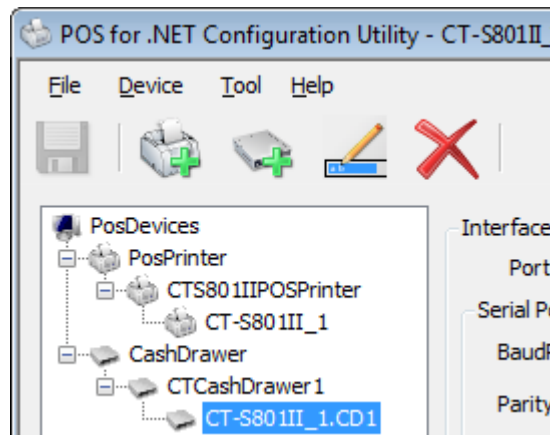 POS for .NET Configuration Utility - CT-S801II_
File Device Tool Help
PosDevices
PosPrinter
CTS801IIPOSPrinter
CT-S801II_1
CashDrawer
CTCashDrawer1
CT-S801II_1.CD1
Interface
Port
Serial Po
BaudR
Parity